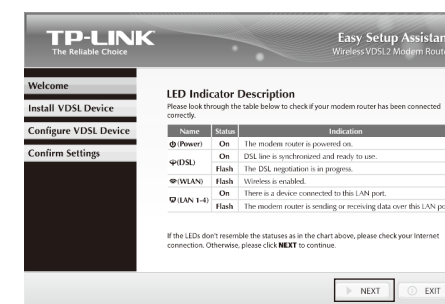 TP-LINK
The Reliable Choice
Easy Setup Assistan
Wireless VDSL2 Modem Route
Welcome
Install VDSL Device
Configure VDSL Device
Confirm Settings
LED Indicator Description
Please look through the table below to check if your modem router has been connected
correctly.
Name Status Indication
(Power) On The modem router is powered on.
(DSL) On DSL line is synchronized and ready to use.
Flash The DSL negotiation is in progress.
(WLAN) Flash Wireless is enabled.
(LAN 1-4) On There is a device connected to this LAN port.
Flash The modem router is sending or receiving data over this LAN po
If the LEDs don't resemble the statuses as in the chart above, please check your Internet
connection. Otherwise, please click NEXT to continue.
NEXT
EXIT